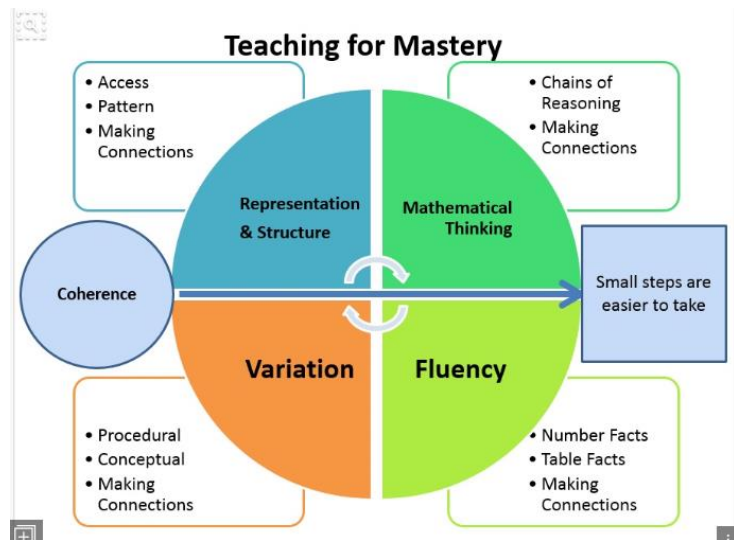 Teaching for Mastery
• Access
• Pattern
• Making
Connections
• Chains of
Reasoning
• Making
Connections
Representation
& Structure
Mathematical
Thinking
Coherence
Small steps are
easier to take
Variation
Fluency
• Procedural
• Conceptual
• Making
Connections
• Number Facts
• Table Facts
• Making
Connections